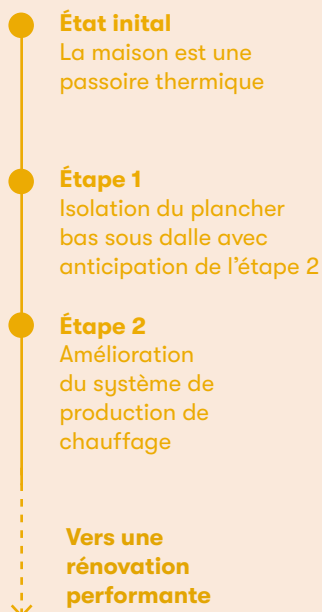 État inital
La maison est une
passoire thermique
Étape 1
Isolation du plancher
bas sous dalle avec
anticipation de l'étape 2
Étape 2
Amélioration
du système de
production de
chauffage
Vers une
rénovation
performante